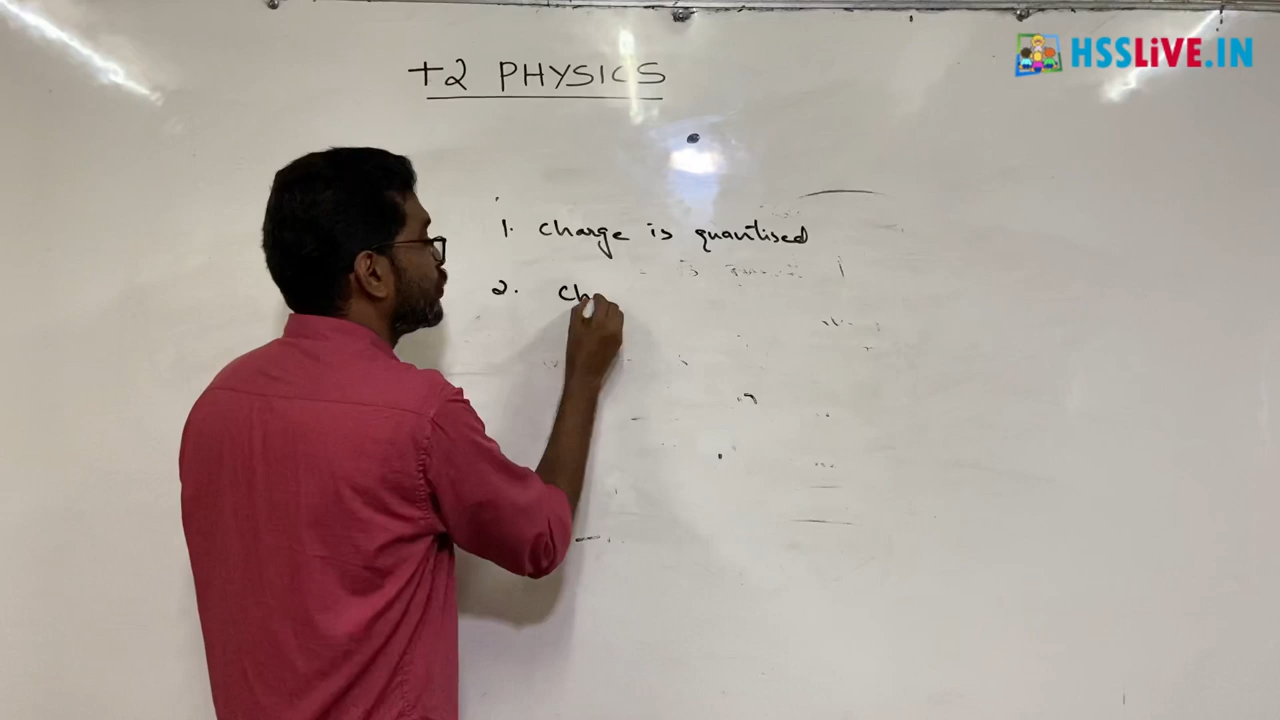 HSSLiVE.IN
+2 PHYSICS
1. charge is quantised
2. Ch